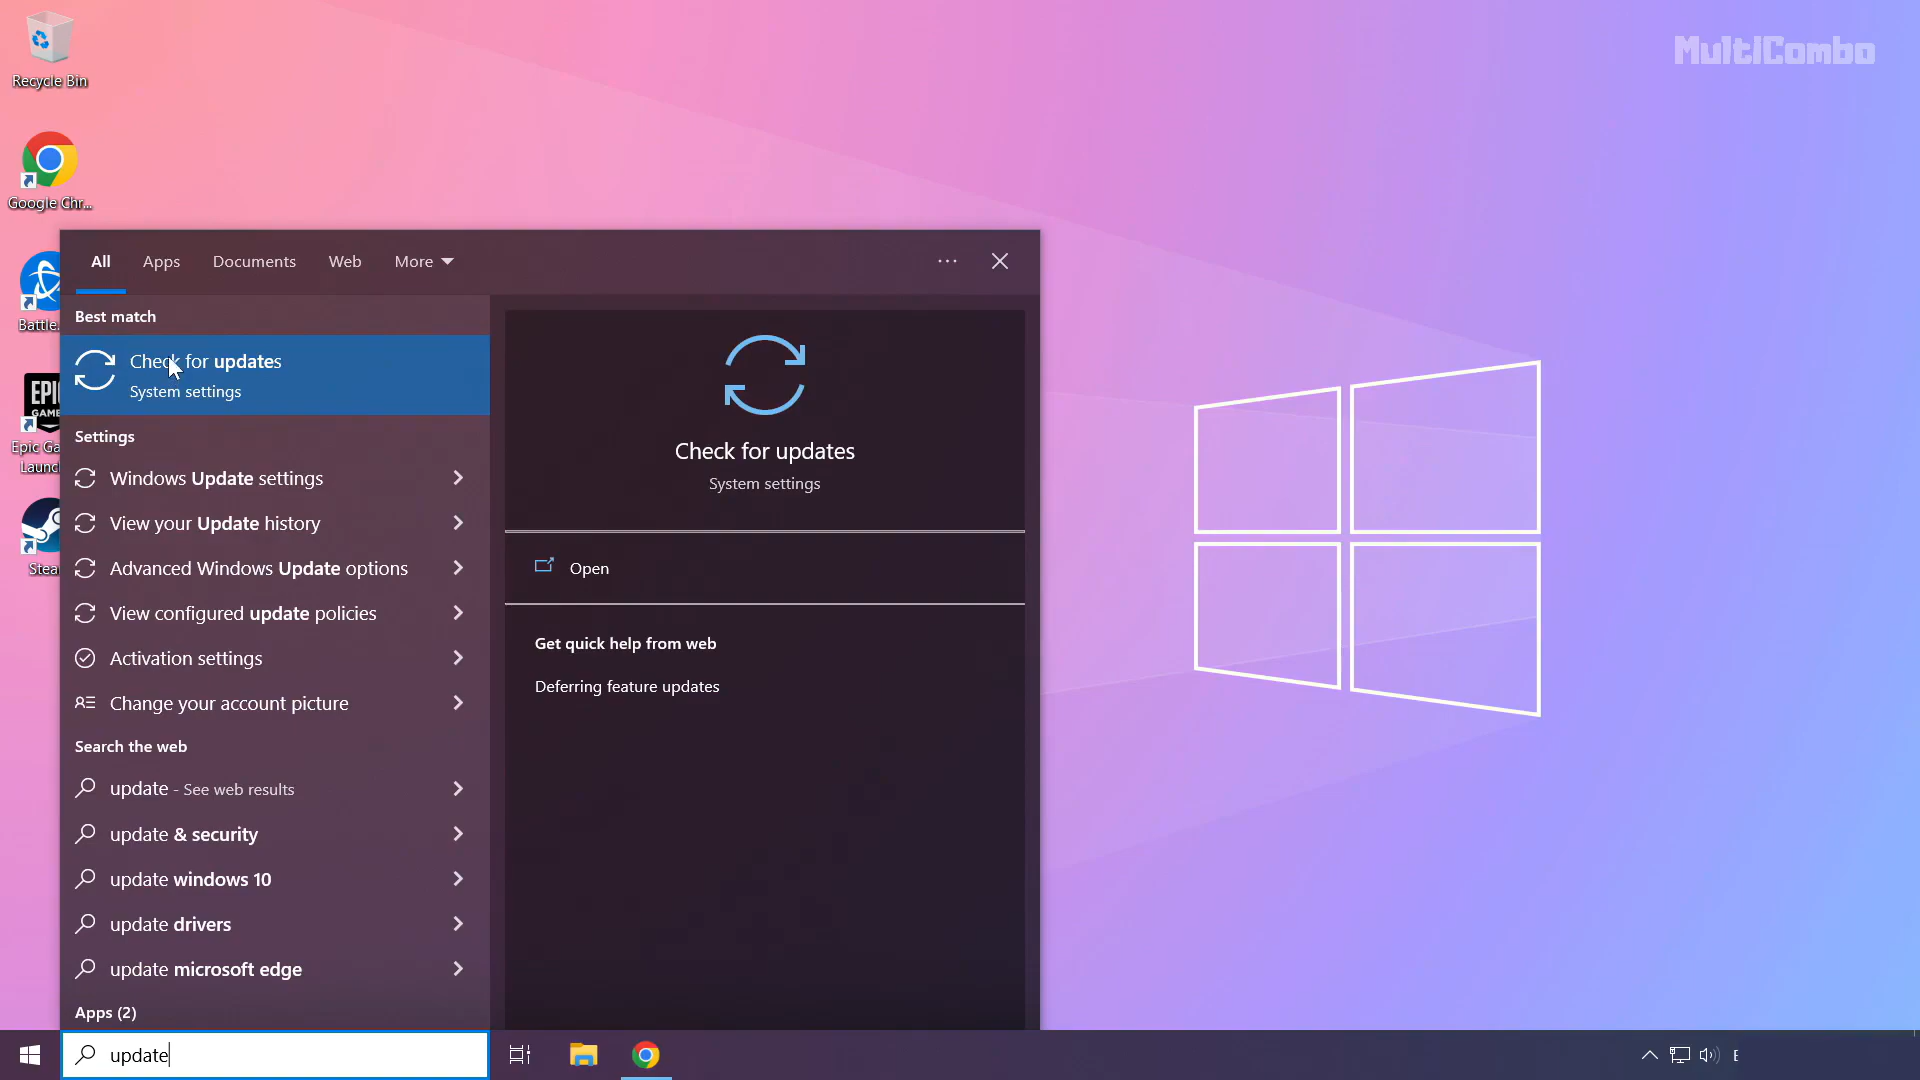 Recycle Bin
MultiCombo
Google Chr...
All
Apps
Documents
Web
More
Best match
Check for updates
System settings
Battle.
Settings
EPIC
GAMES
Epic Ga
Launc
Windows Update settings
View your Update history
Stea
Advanced Windows Update options
View configured update policies
Activation settings
Change your account picture
Search the web
update - See web results
update & security
update windows 10
update drivers
update microsoft edge
Apps (2)
Check for updates
System settings
Open
Get quick help from web
Deferring feature updates
update
E